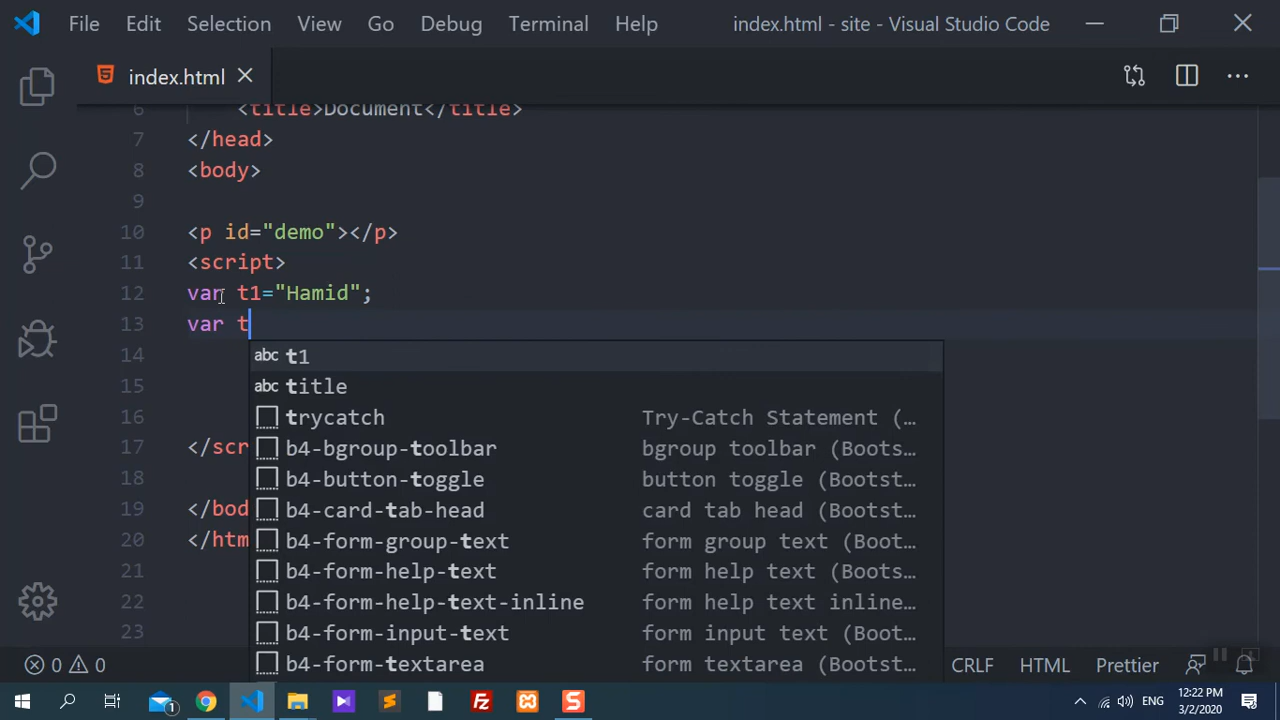 File Edit Selection View Go Debug Terminal Help index.html - site - Visual Studio Code
index.html
6 <title>Document</title>
7 </head>
8 <body>
9
10 <p id="demo"></p>
11 <script>
12 var t1="Hamid";
13 var t
14
abc t1
15
abc title
16
trycatch Try-Catch Statement (…
17 </scr
b4-bgroup-toolbar bgroup toolbar (Boots…
18
b4-button-toggle button toggle (Bootst…
19 </bod
b4-card-tab-head card tab head (Bootst…
20 </htm
b4-form-group-text form group text (Boot…
21
b4-form-help-text form help text (Boots…
22
b4-form-help-text-inline form help text inline…
23
b4-form-input-text form input text (Boot…
b4-form-textarea form textarea (Bootst…
0 0 CRLF HTML Prettier
1 ENG 12:22 PM
3/2/2020